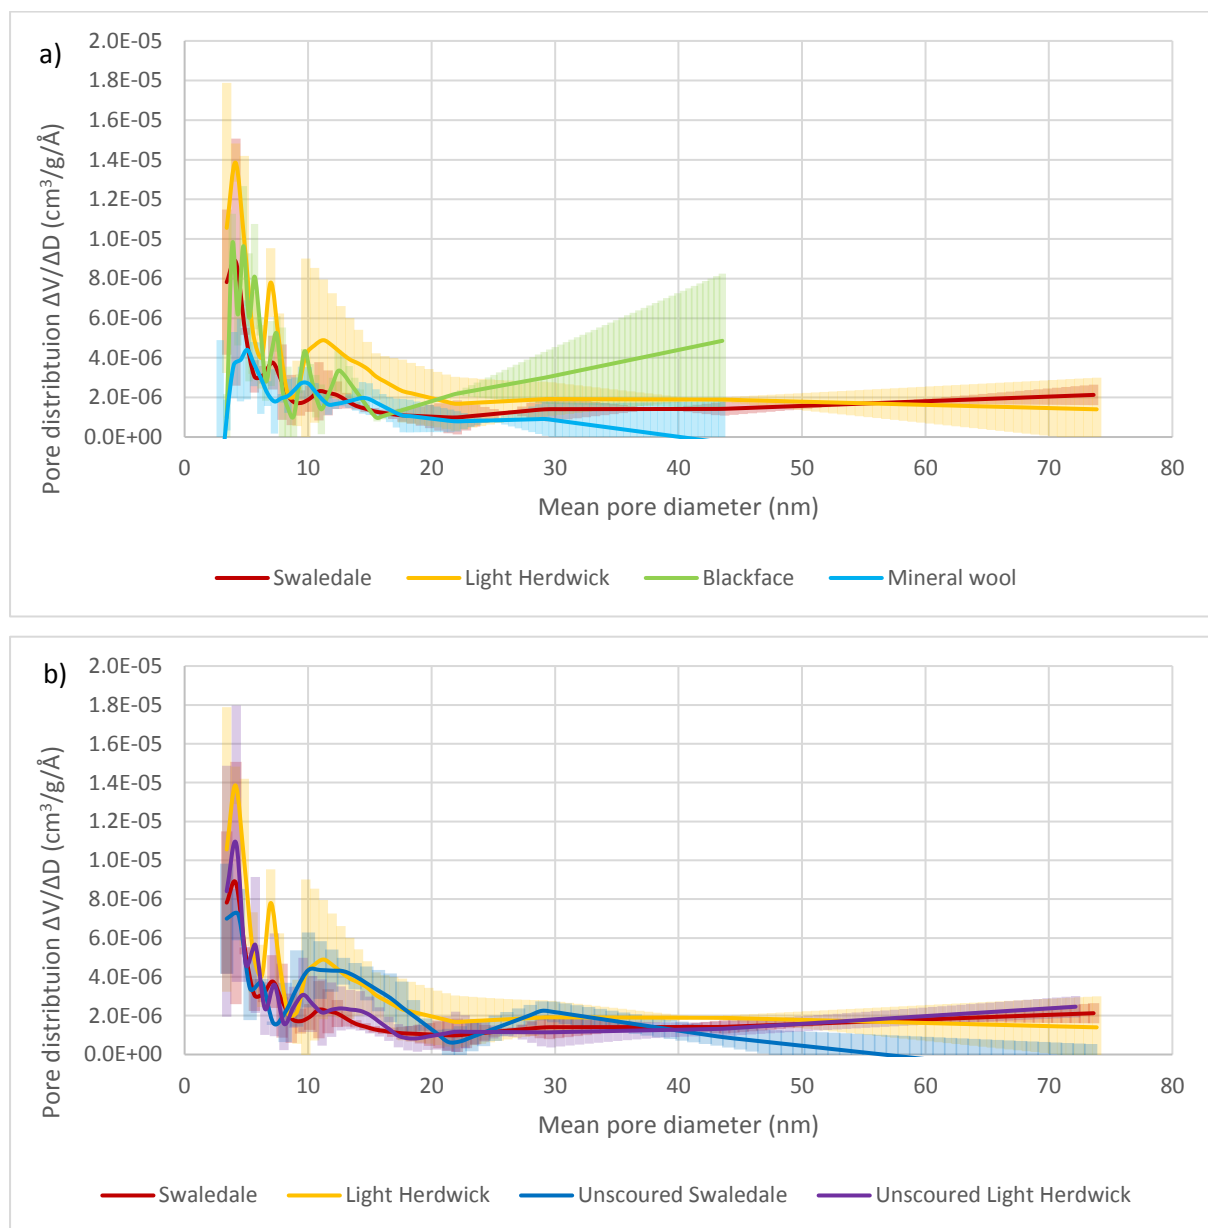 a)
2.0E-05
1.8E-05
1.6E-05
1.4E-05
1.2E-05
1.0E-05
8.0E-06
6.0E-06
4.0E-06
2.0E-06
0.0E+00
Pore distribtuion ΔV/ΔD (cm³/g/Å)
0 10 20 30 40 50 60 70 80
Mean pore diameter (nm)
Swaledale Light Herdwick Blackface Mineral wool
b)
2.0E-05
1.8E-05
1.6E-05
1.4E-05
1.2E-05
1.0E-05
8.0E-06
6.0E-06
4.0E-06
2.0E-06
0.0E+00
Pore distribtuion ΔV/ΔD (cm³/g/Å)
0 10 20 30 40 50 60 70 80
Mean pore diameter (nm)
Swaledale Light Herdwick Unscoured Swaledale Unscoured Light Herdwick